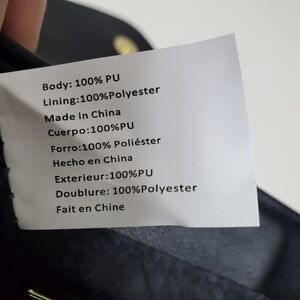 Body: 100% PU
Lining:100%Polyester
Made in China
Cuerpo:100%PU
Forro:100% Poliéster
Hecho en China
Exterieur:100%PU
Doublure: 100%Polyester
Fait en Chine